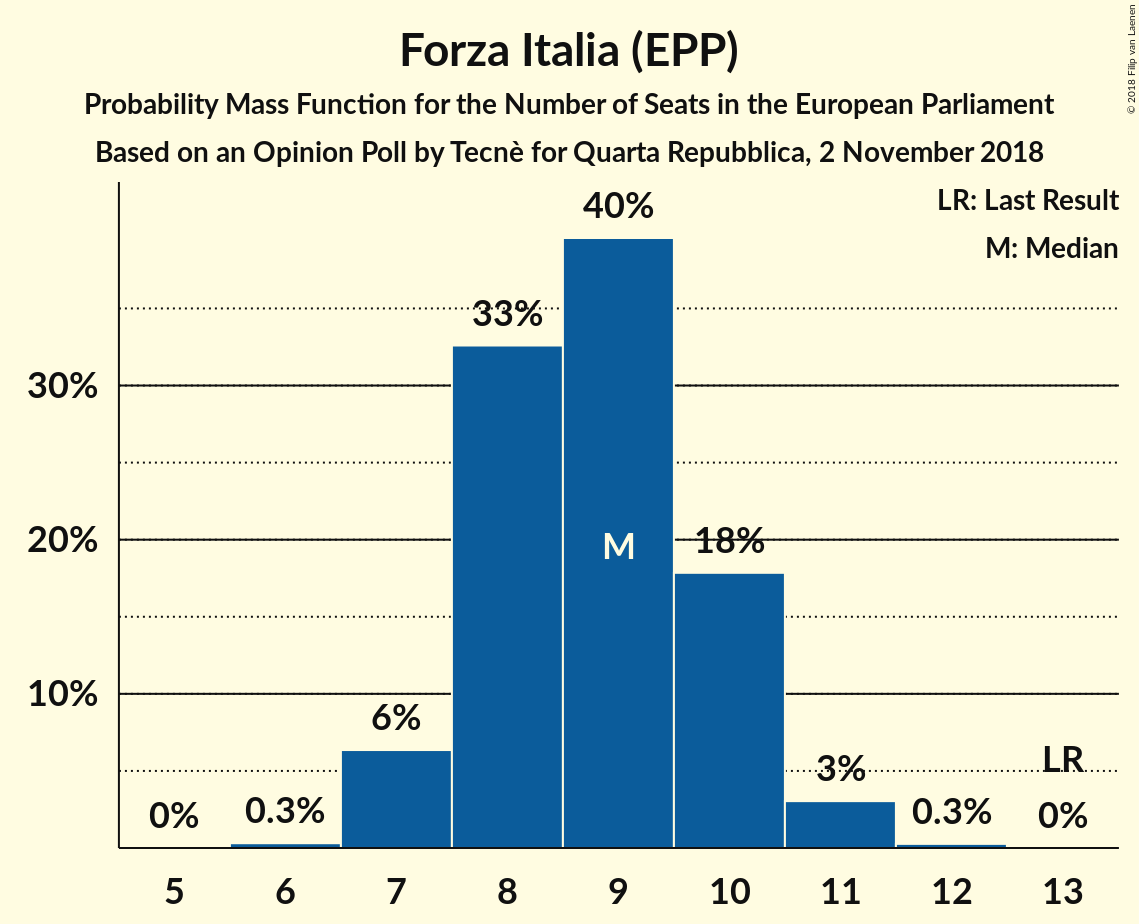 Forza Italia (EPP)
Probability Mass Function for the Number of Seats in the European Parliament
Based on an Opinion Poll by Tecnè for Quarta Repubblica, 2 November 2018
© 2018 Filip van Laenen
LR: Last Result
M: Median
40%
33%
30%
20%
M
18%
10%
6%
3%
LR
0%
0.3%
0.3%
0%
5 6 7 8 9 10 11 12 13